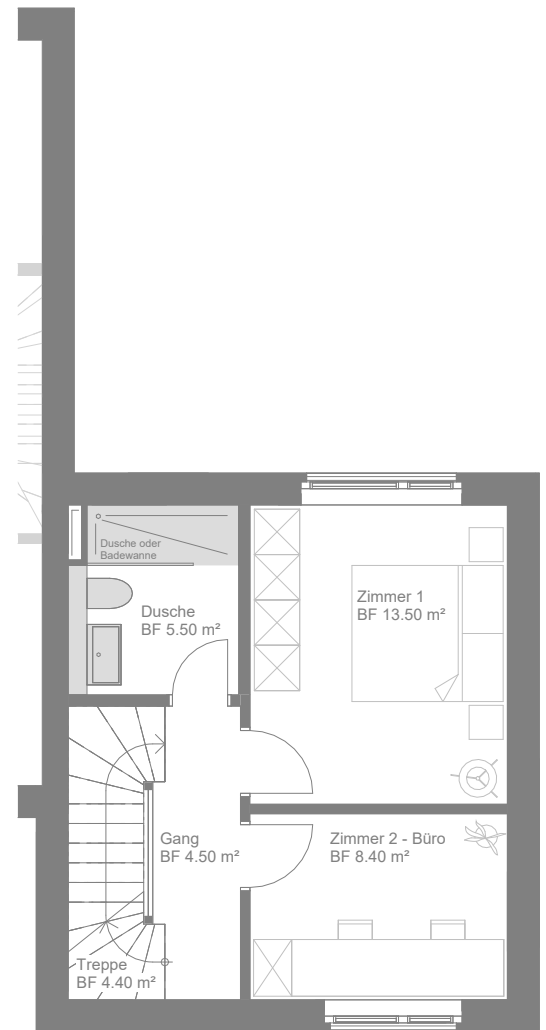 Dusche oder
Badewanne
Dusche
BF 5.50 m²
Zimmer 1
BF 13.50 m²
Gang
BF 4.50 m²
Zimmer 2 - Büro
BF 8.40 m²
Treppe
BF 4.40 m²